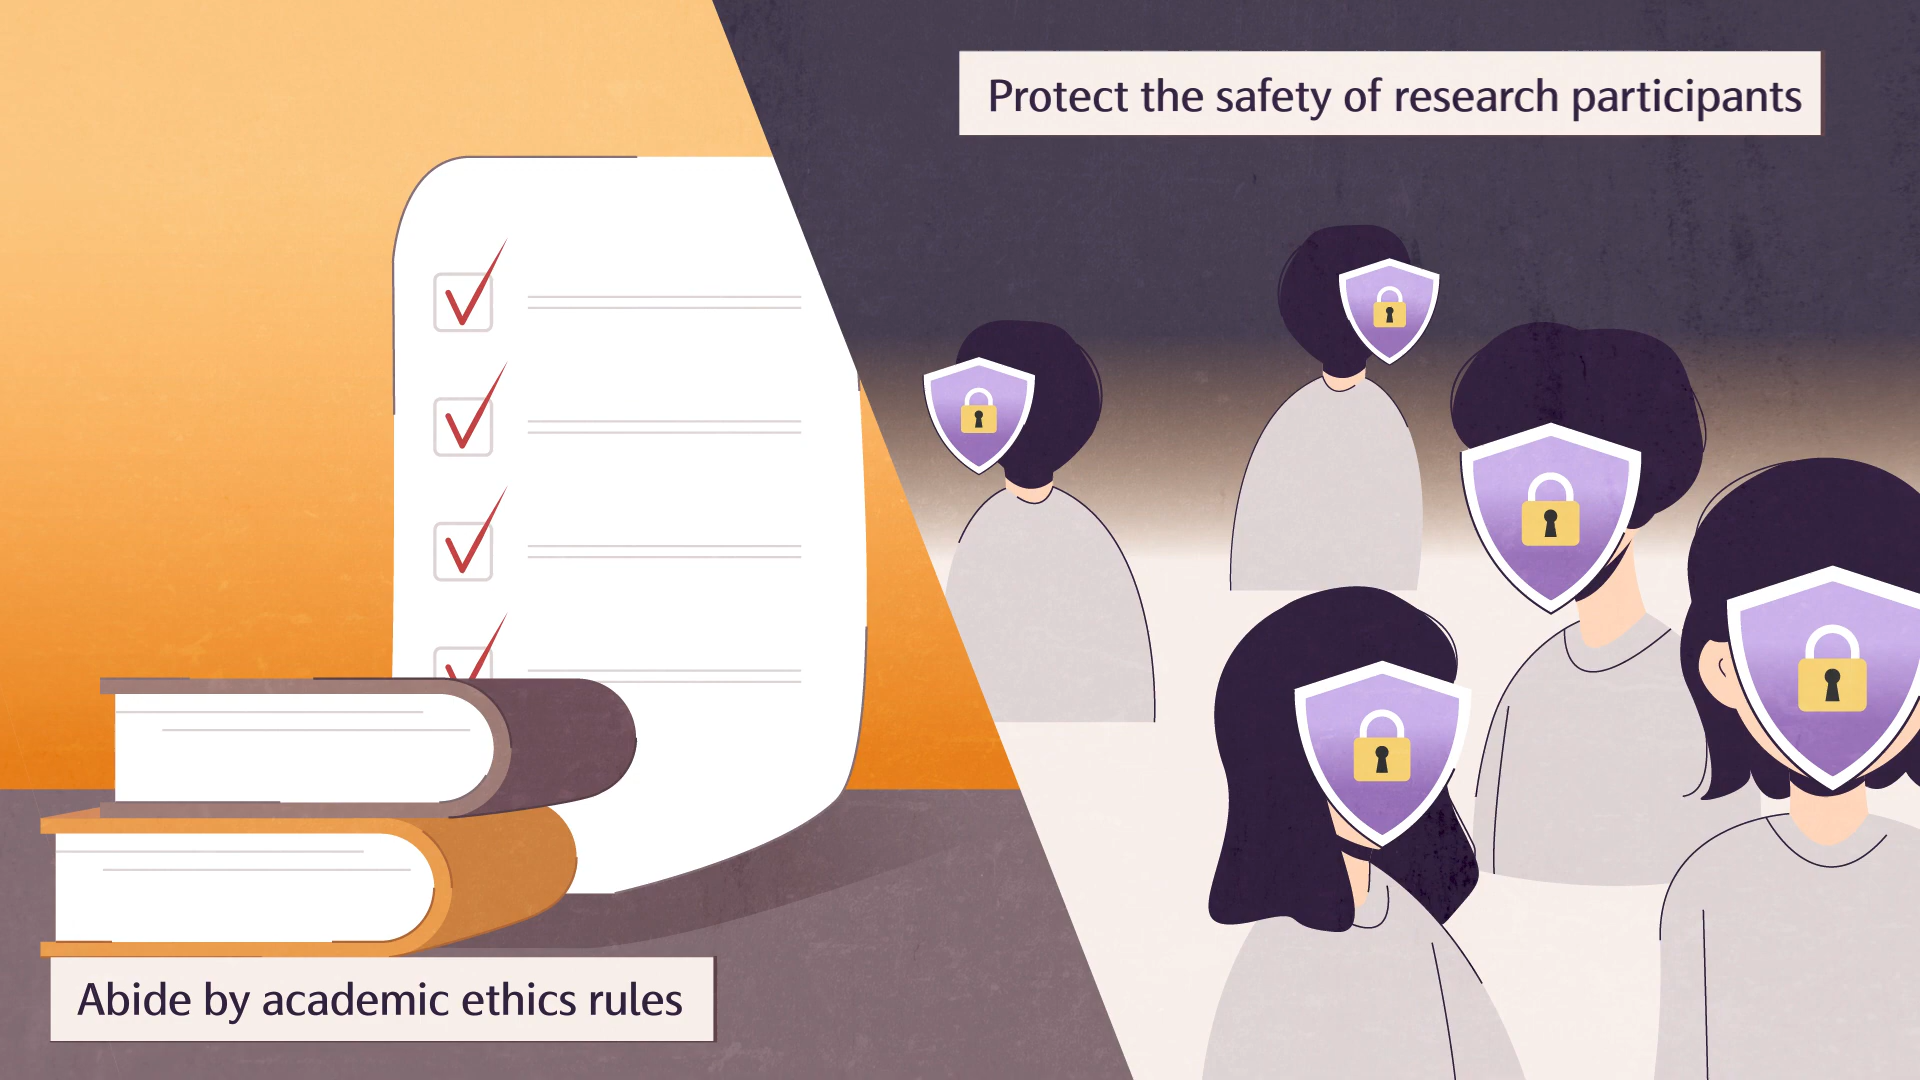 Protect the safety of research participants
Abide by academic ethics rules